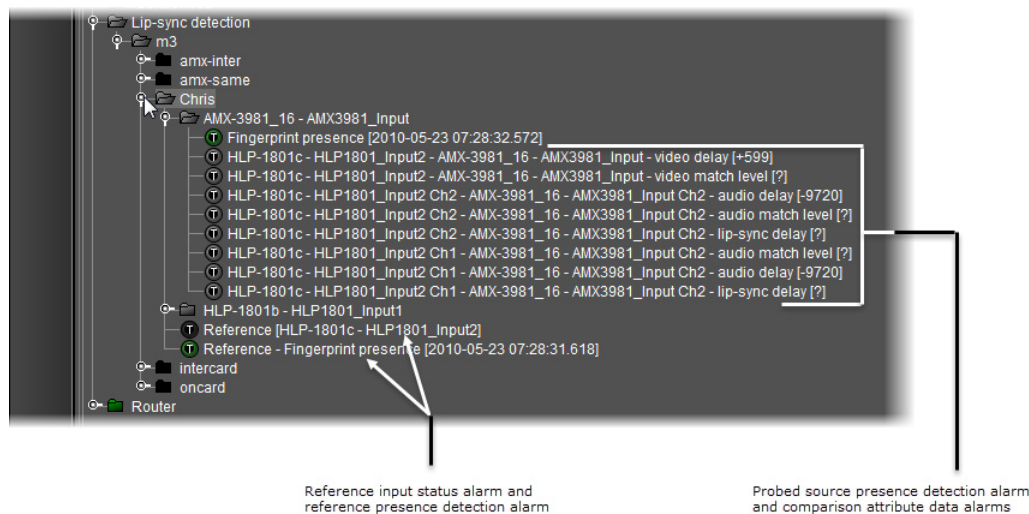 Lip-sync detection
m3
amx-inter
amx-same
Chris
AMX-3981_16 - AMX3981_Input
Fingerprint presence [2010-05-23 07:28:32.572]
HLP-1801c - HLP1801_Input2 - AMX-3981_16 - AMX3981_Input - video delay [+599]
HLP-1801c - HLP1801_Input2 - AMX-3981_16 - AMX3981_Input - video match level [?]
HLP-1801c - HLP1801_Input2 Ch2 - AMX-3981_16 - AMX3981_Input Ch2 - audio delay [-9720]
HLP-1801c - HLP1801_Input2 Ch2 - AMX-3981_16 - AMX3981_Input Ch2 - audio match level [?]
HLP-1801c - HLP1801_Input2 Ch2 - AMX-3981_16 - AMX3981_Input Ch2 - lip-sync delay [?]
HLP-1801c - HLP1801_Input2 Ch1 - AMX-3981_16 - AMX3981_Input Ch2 - audio match level [?]
HLP-1801c - HLP1801_Input2 Ch1 - AMX-3981_16 - AMX3981_Input Ch2 - audio delay [-9720]
HLP-1801c - HLP1801_Input2 Ch1 - AMX-3981_16 - AMX3981_Input Ch2 - lip-sync delay [?]
HLP-1801b - HLP1801_Input1
Reference [HLP-1801c - HLP1801_Input2]
Reference - Fingerprint presence [2010-05-23 07:28:31.618]
intercard
oncard
Router
Reference input status alarm and
reference presence detection alarm
Probed source presence detection alarm
and comparison attribute data alarms